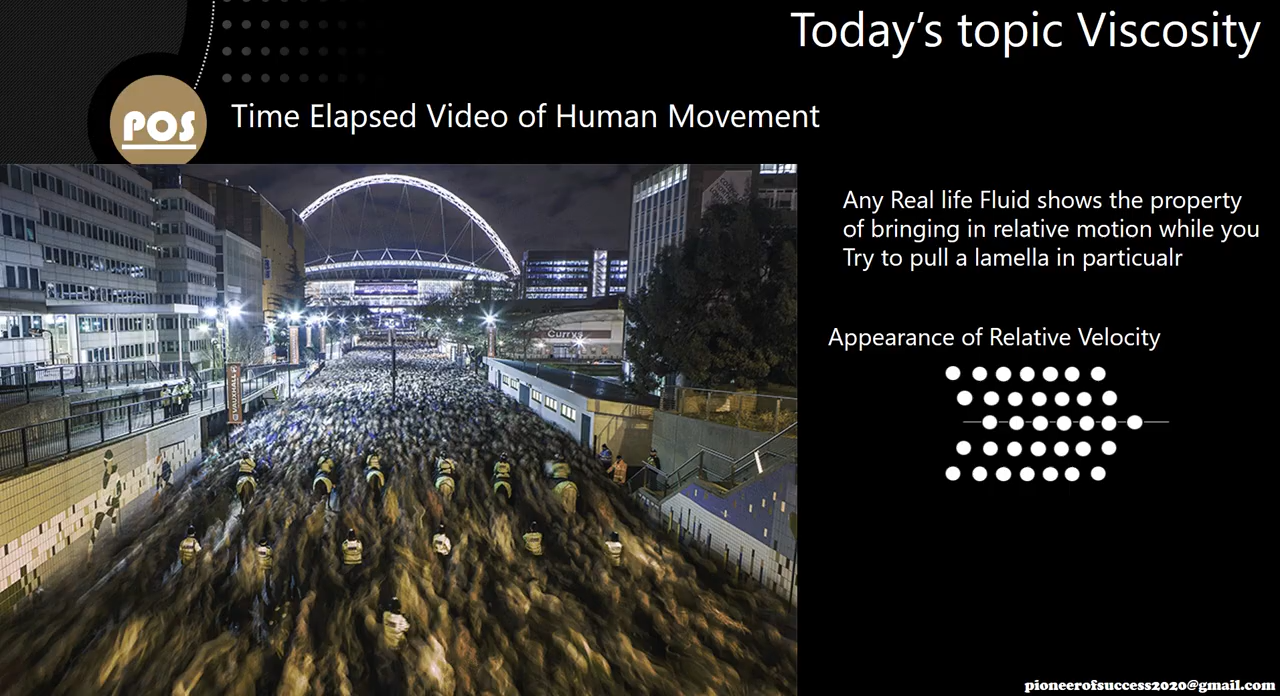 Today's topic Viscosity
POS
Time Elapsed Video of Human Movement
Any Real life Fluid shows the property
of bringing in relative motion while you
Try to pull a lamella in particualr
Appearance of Relative Velocity
Currys
VAUXHALL
pioneerofsuccess2020@gmail.com